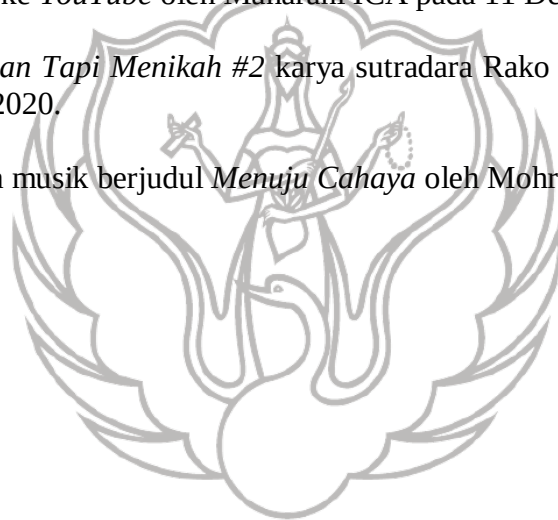 ke YouTube oleh Maharani ICA pada 11 De
an Tapi Menikah #2 karya sutradara Rako
2020.
musik berjudul Menuju Cahaya oleh Mohr